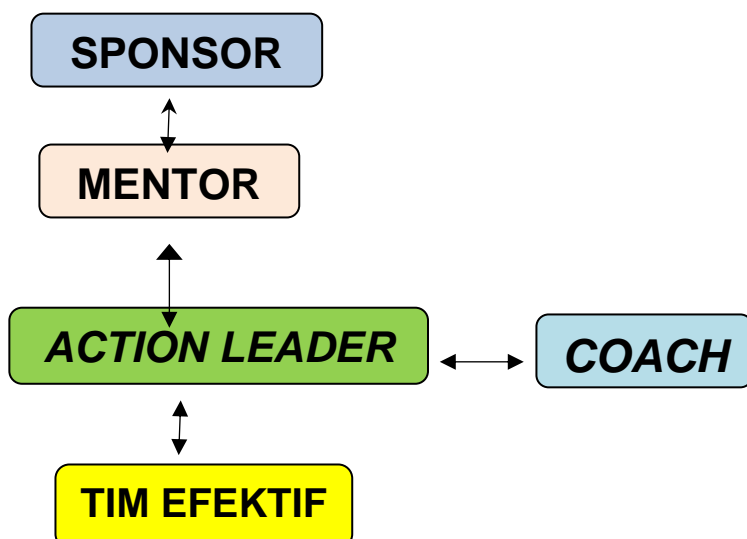 SPONSOR
MENTOR
ACTION LEADER
COACH
TIM EFEKTIF